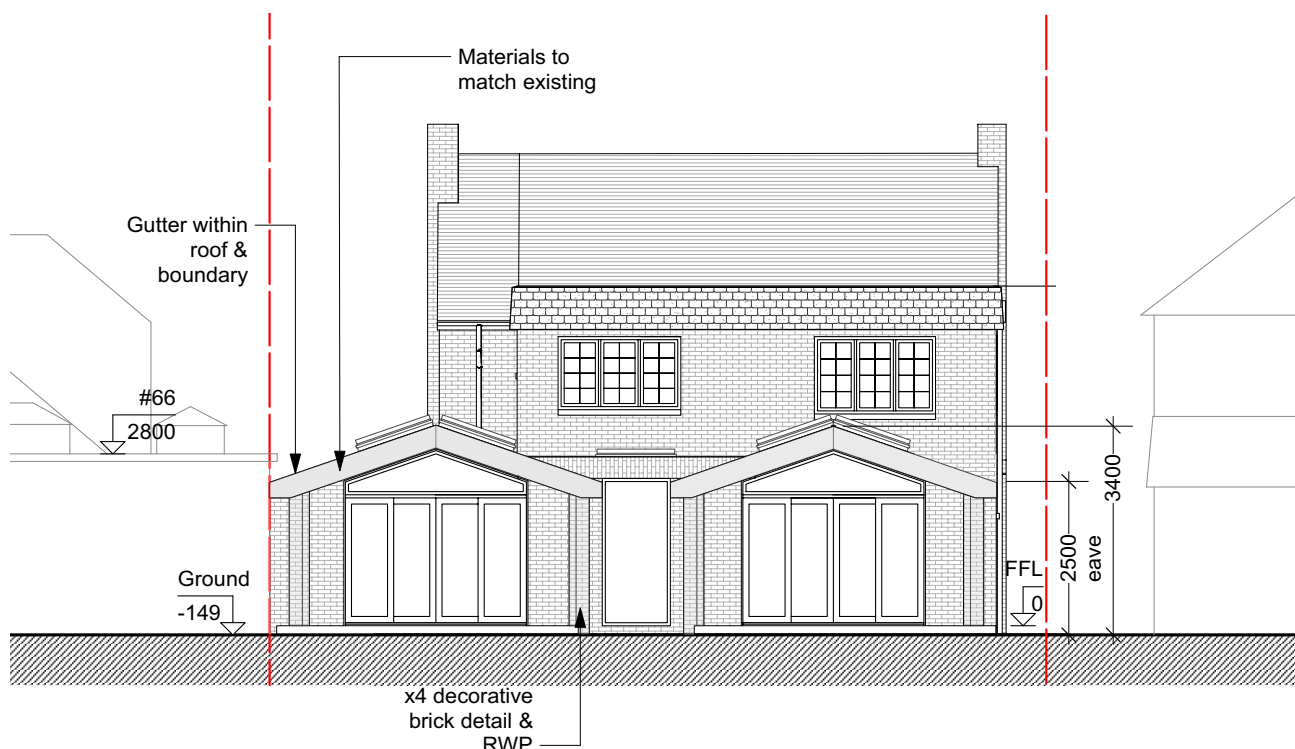 Materials to
match existing
Gutter within
roof &
boundary
#66
2800
Ground
-149
FFL
0
2500
eave
3400
x4 decorative
brick detail &
RWP